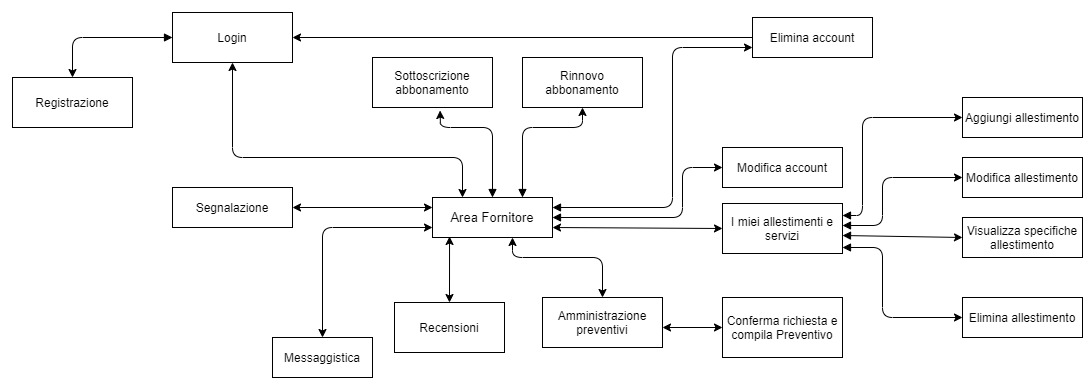 Login
Elimina account
Registrazione
Sottoscrizione
abbonamento
Rinnovo
abbonamento
Aggiungi allestimento
Modifica account
Modifica allestimento
Segnalazione
Area Fornitore
I miei allestimenti e
servizi
Visualizza specifiche
allestimento
Recensioni
Amministrazione
preventivi
Conferma richiesta e
compila Preventivo
Elimina allestimento
Messaggistica